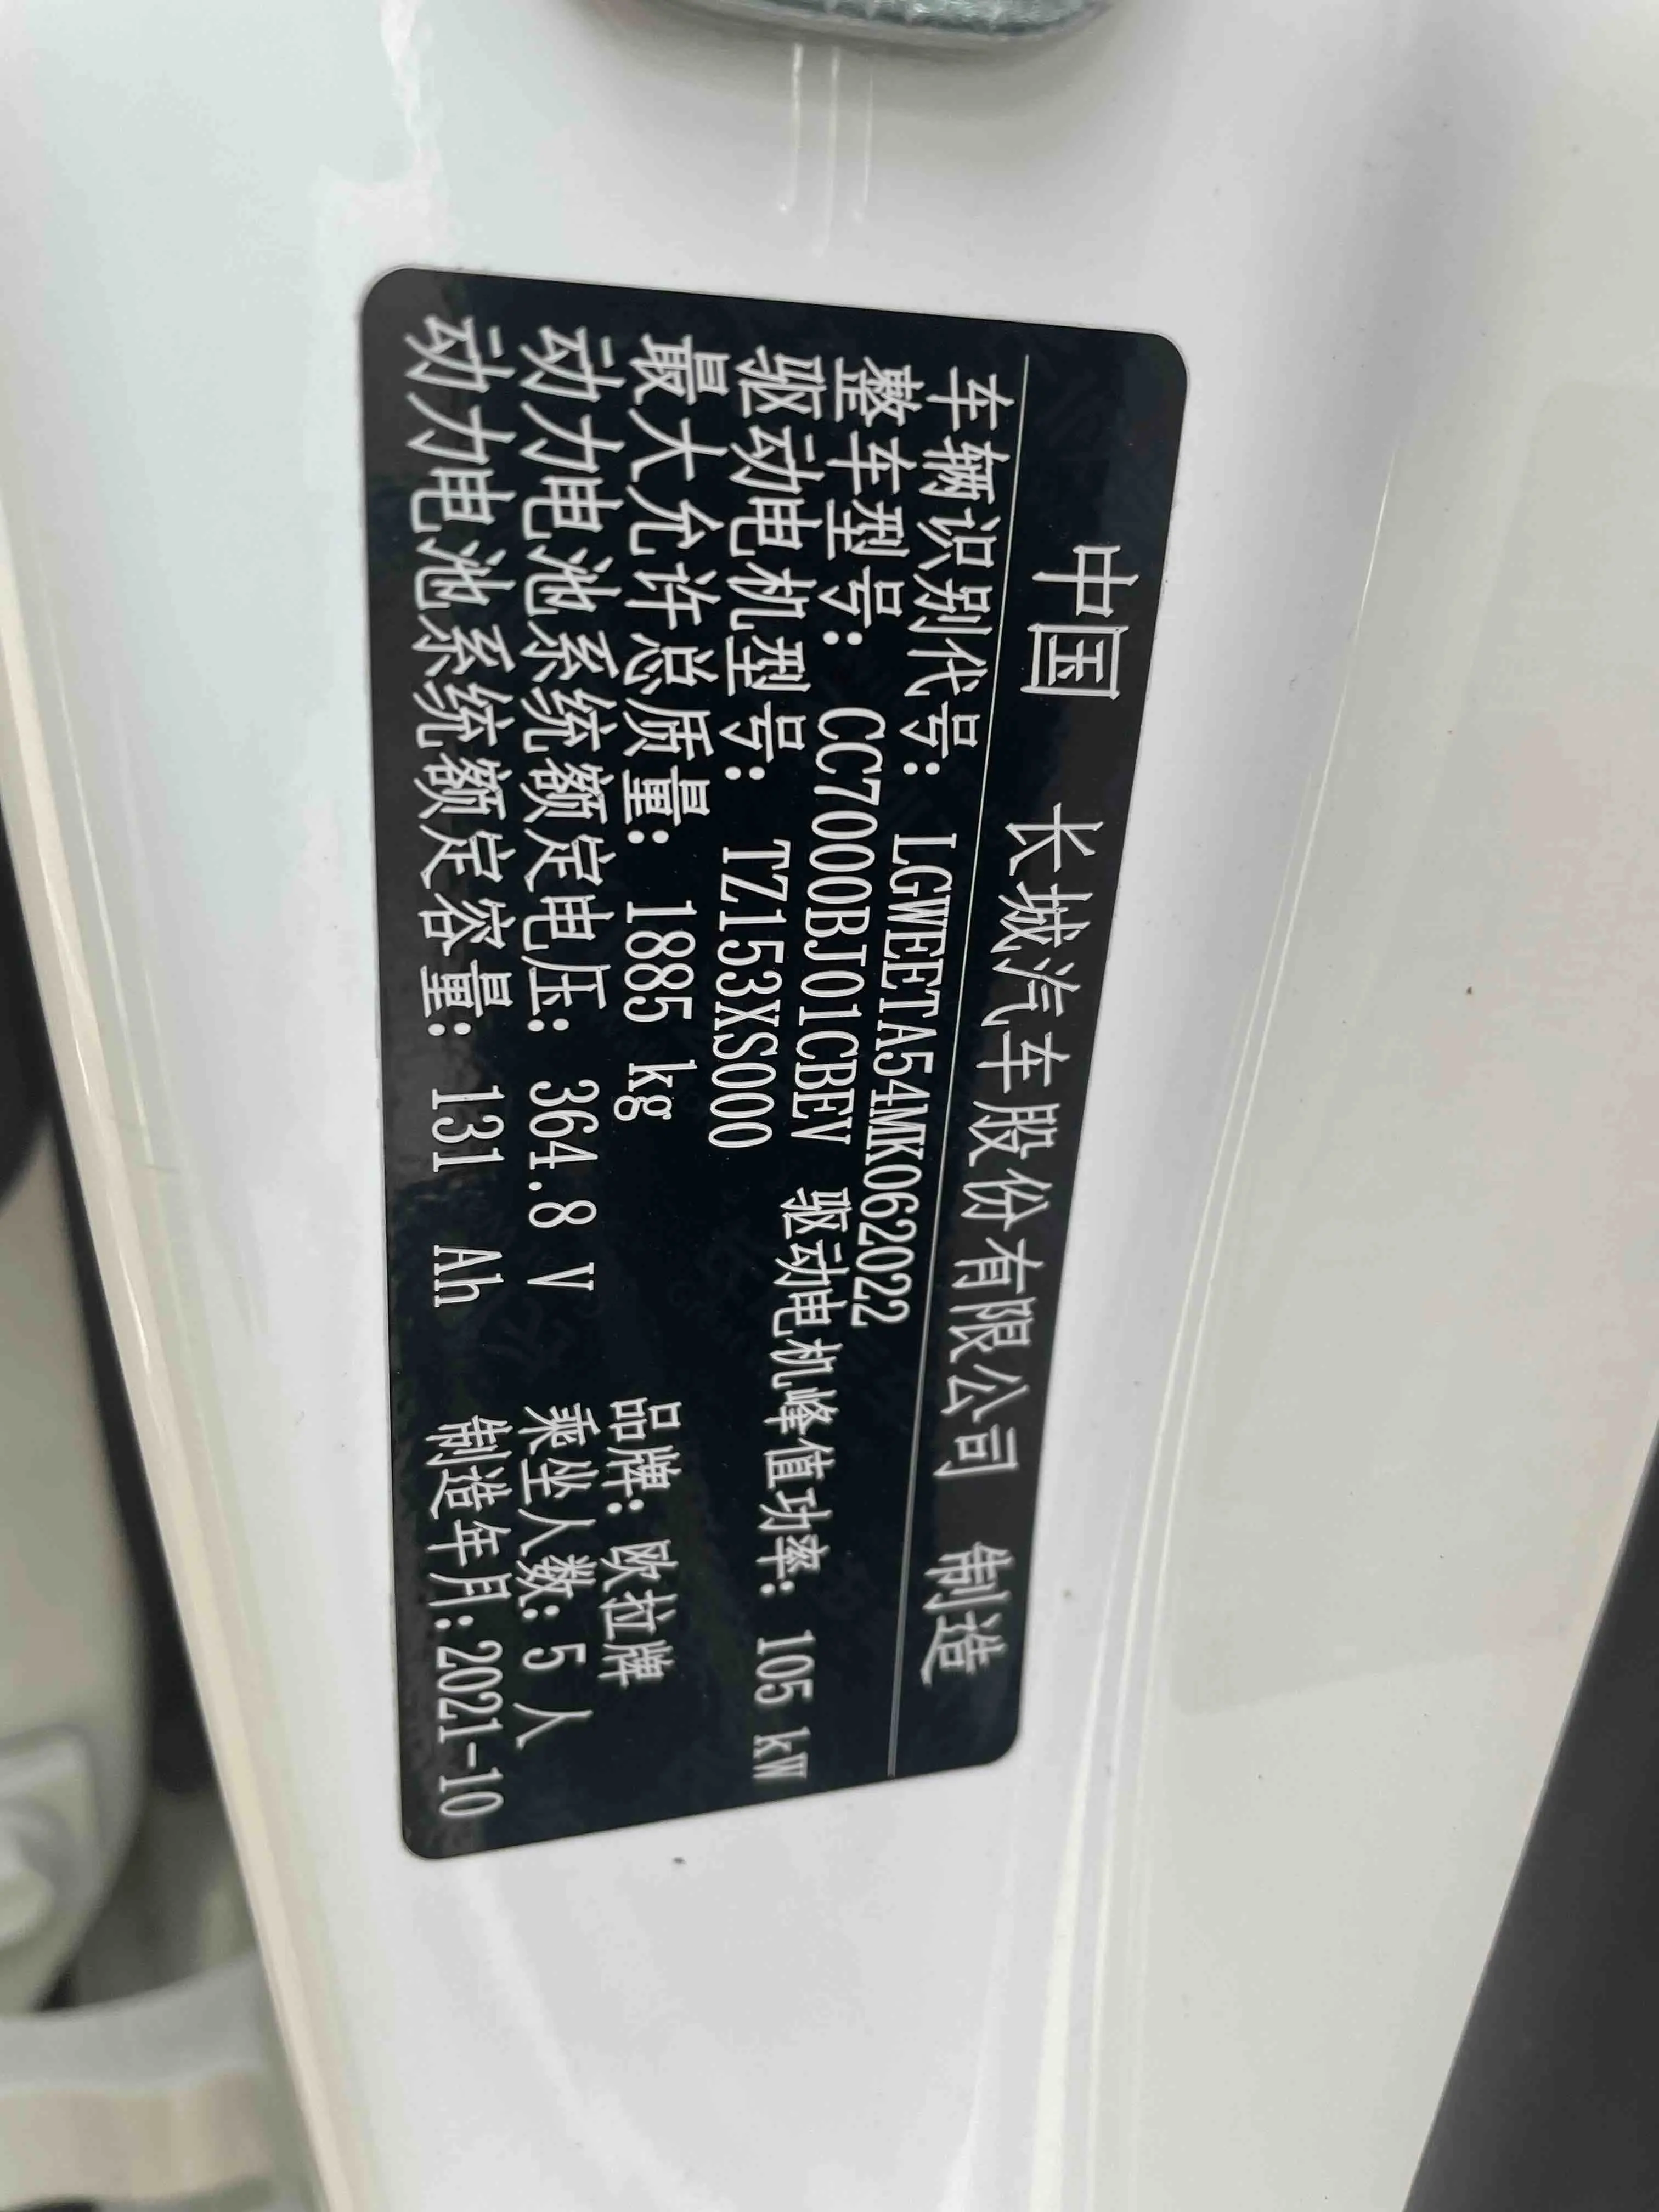 中国 长城汽车股份有限公司 制造
车辆识别代号: LGWEETA54MK062022
整车型号: CC7000BJ01CBEV 驱动电机峰值功率: 105 kW
驱动电机型号: TZ153XS000
最大允许总质量: 1885 kg 品牌: 欧拉牌
动力电池系统额定电压: 364.8 V 乘坐人数: 5 人
动力电池系统额定容量: 131 Ah 制造年月: 2021-10